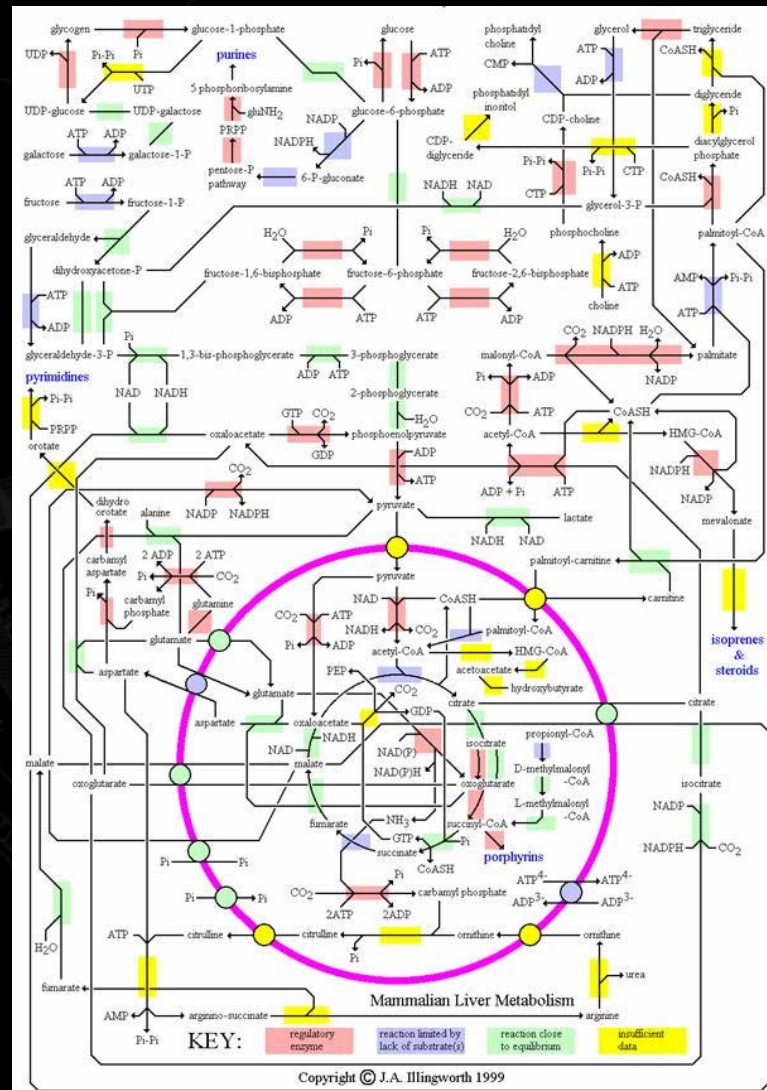 glycogen glucose-1-phosphate glucose phosphatidyl choline glycerol triglyceride
UDP Pi-Pi Pi purines Pi ATP CMP ATP CoASH
UTP 5 phosphoribosylamine ADP phosphatidyl inositol ADP diglyceride
UDP-glucose UDP-galactose gluNH2 glucose-6-phosphate CDP-choline Pi
ATP ADP PRPP NADP CDP-diglyceride Pi-Pi Pi-Pi CTP diacylglycerol phosphate
galactose galactose-1-P NADPH CoASH
pentose-P pathway 6-P-gluconate CTP
ATP ADP NADH NAD
fructose fructose-1-P glycerol-3-P
glyceraldehyde phosphocholine palmitoyl-CoA
H2O Pi Pi H2O ADP
dihydroxyacetone-P fructose-1,6-bisphosphate fructose-6-phosphate fructose-2,6-bisphosphate ATP AMP Pi-Pi
ATP choline ATP
ADP ADP ATP ATP ADP
CO2 NADPH H2O
Pi
glyceraldehyde-3-P 1,3-bis-phosphoglycerate 3-phosphoglycerate malonyl-CoA palmitate
pyrimidines ADP ATP Pi ADP NADP
NAD NADH 2-phosphoglycerate
Pi-Pi GTP CO2 H2O CO2 ATP CoASH
PRPP oxaloacetate phosphoenolpyruvate acetyl-CoA HMG-CoA
orotate GDP ADP NADPH
CO2 ATP ADP + Pi ATP NADP
dihydro orotate alanine NADP NADPH pyruvate lactate mevalonate
2 ADP 2 ATP NADH NAD
carbamyl aspartate Pi CO2 palmitoyl-carnitine carnitine
Pi carbamyl phosphate glutamine pyruvate
CO2 ATP NAD CoASH
glutamate Pi ADP NADH CO2 palmitoyl-CoA isoprenes & steroids
acetyl-CoA HMG-CoA
aspartate glutamate PEP CO2 acetoacetate
hydroxybutyrate
aspartate oxaloacetate GDP citrate citrate
NADH propionyl-CoA
malate NAD malate NAD(P) isocitrate
NAD(P)H D-methylmalonyl -CoA isocitrate
oxoglutarate oxoglutarate
NH3 L-methylmalonyl -CoA NADP
fumarate succinyl-CoA
GTP Pi NADPH CO2
Pi Pi succinate CoASH porphyrins
Pi ATP4- ATP4-
Pi Pi CO2 carbamyl phosphate ADP3- ADP3-
2ATP 2ADP
ATP citrulline citrulline ornithine ornithine
H2O Pi
urea
fumarate
Mammalian Liver Metabolism
AMP arginino-succinate arginine
Pi-Pi
KEY: regulatory enzyme reaction limited by lack of substrate(s) reaction close to equilibrium insufficient data
Copyright © J.A. Illingworth 1999